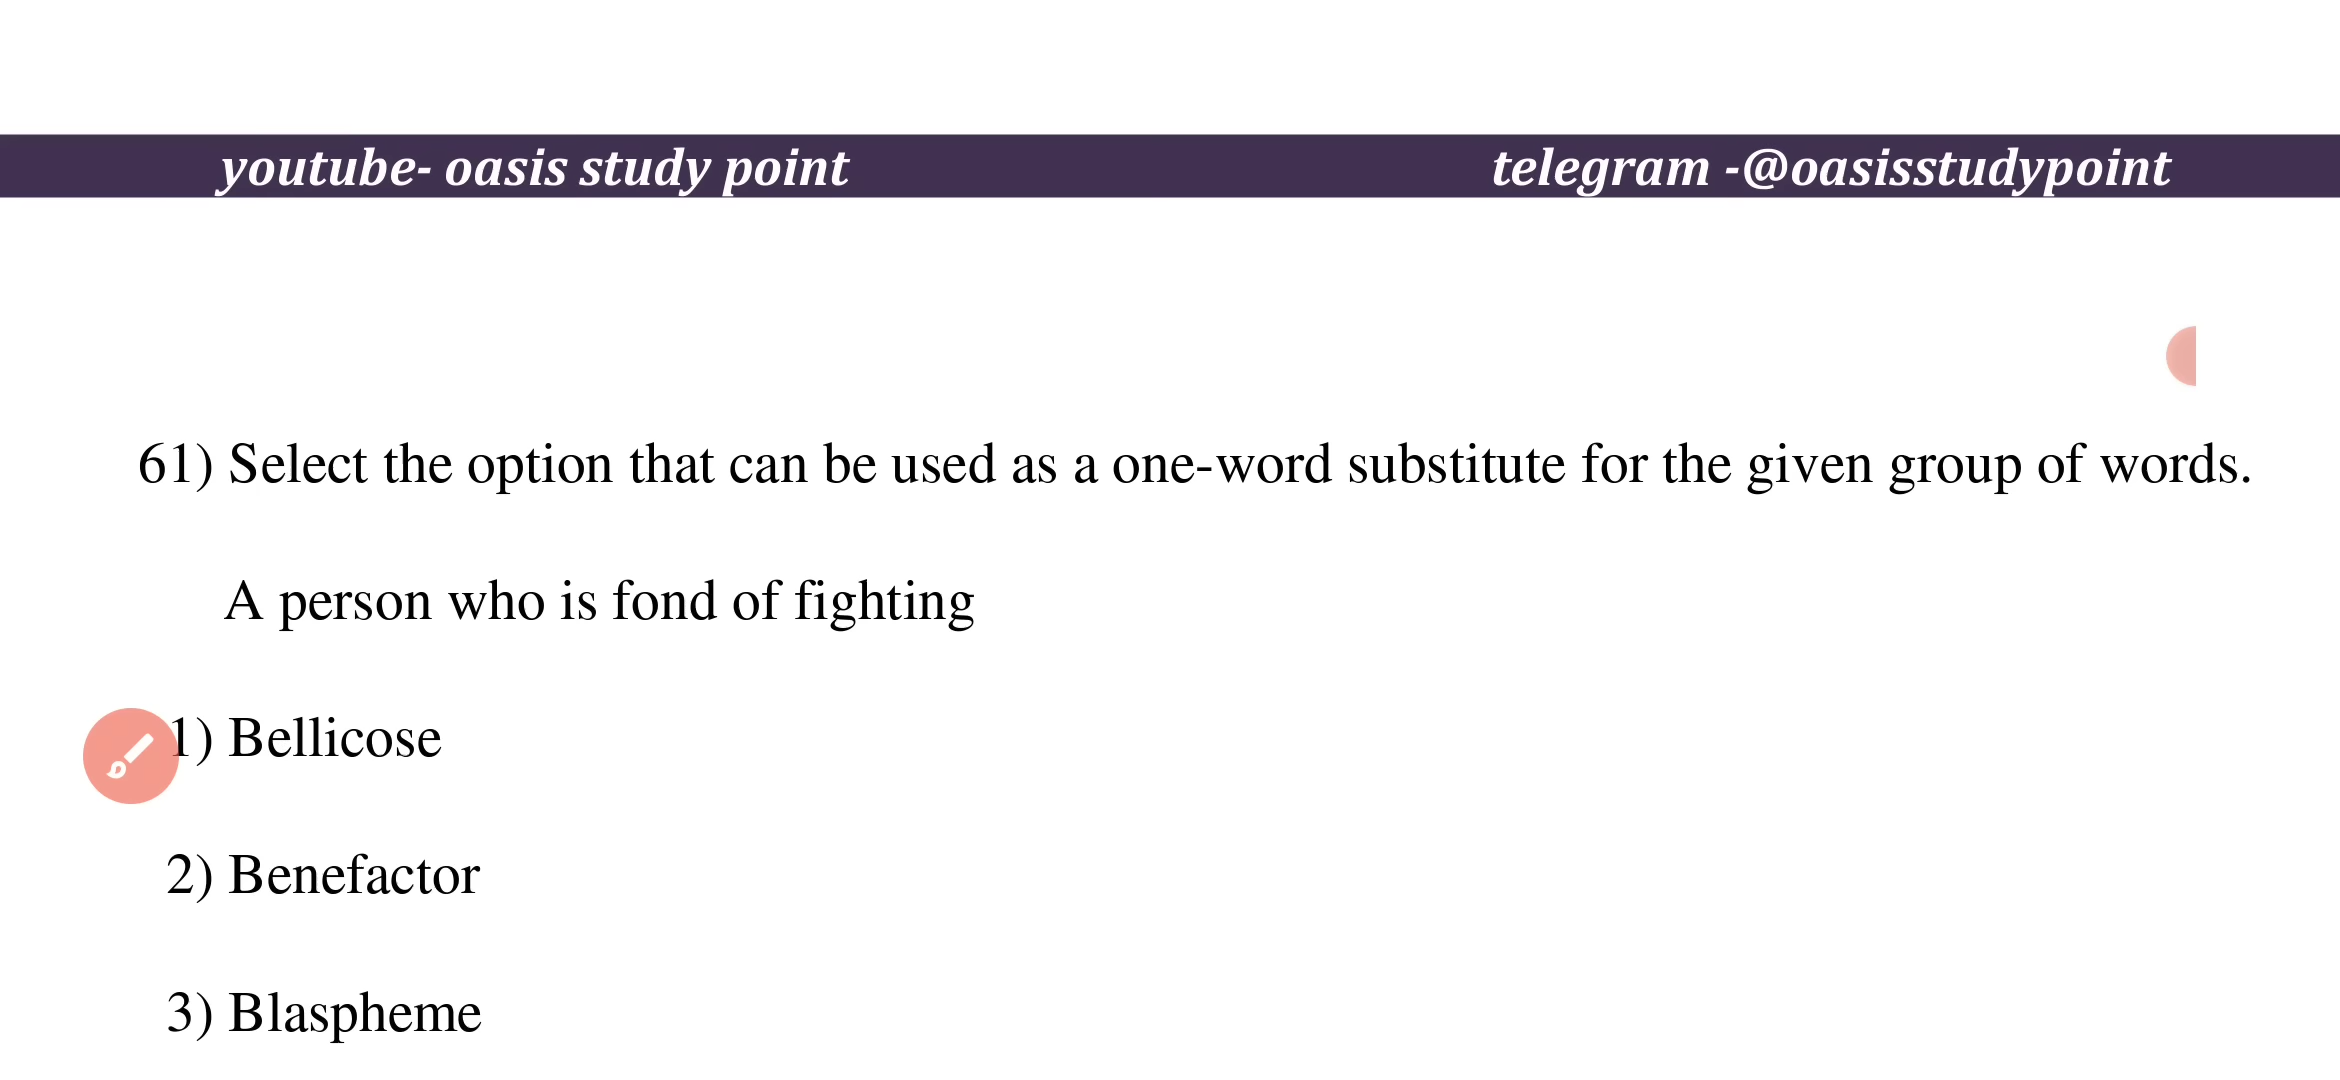 youtube- oasis study point
telegram -@oasisstudypoint
61) Select the option that can be used as a one-word substitute for the given group of words.
A person who is fond of fighting
1) Bellicose
2) Benefactor
3) Blaspheme